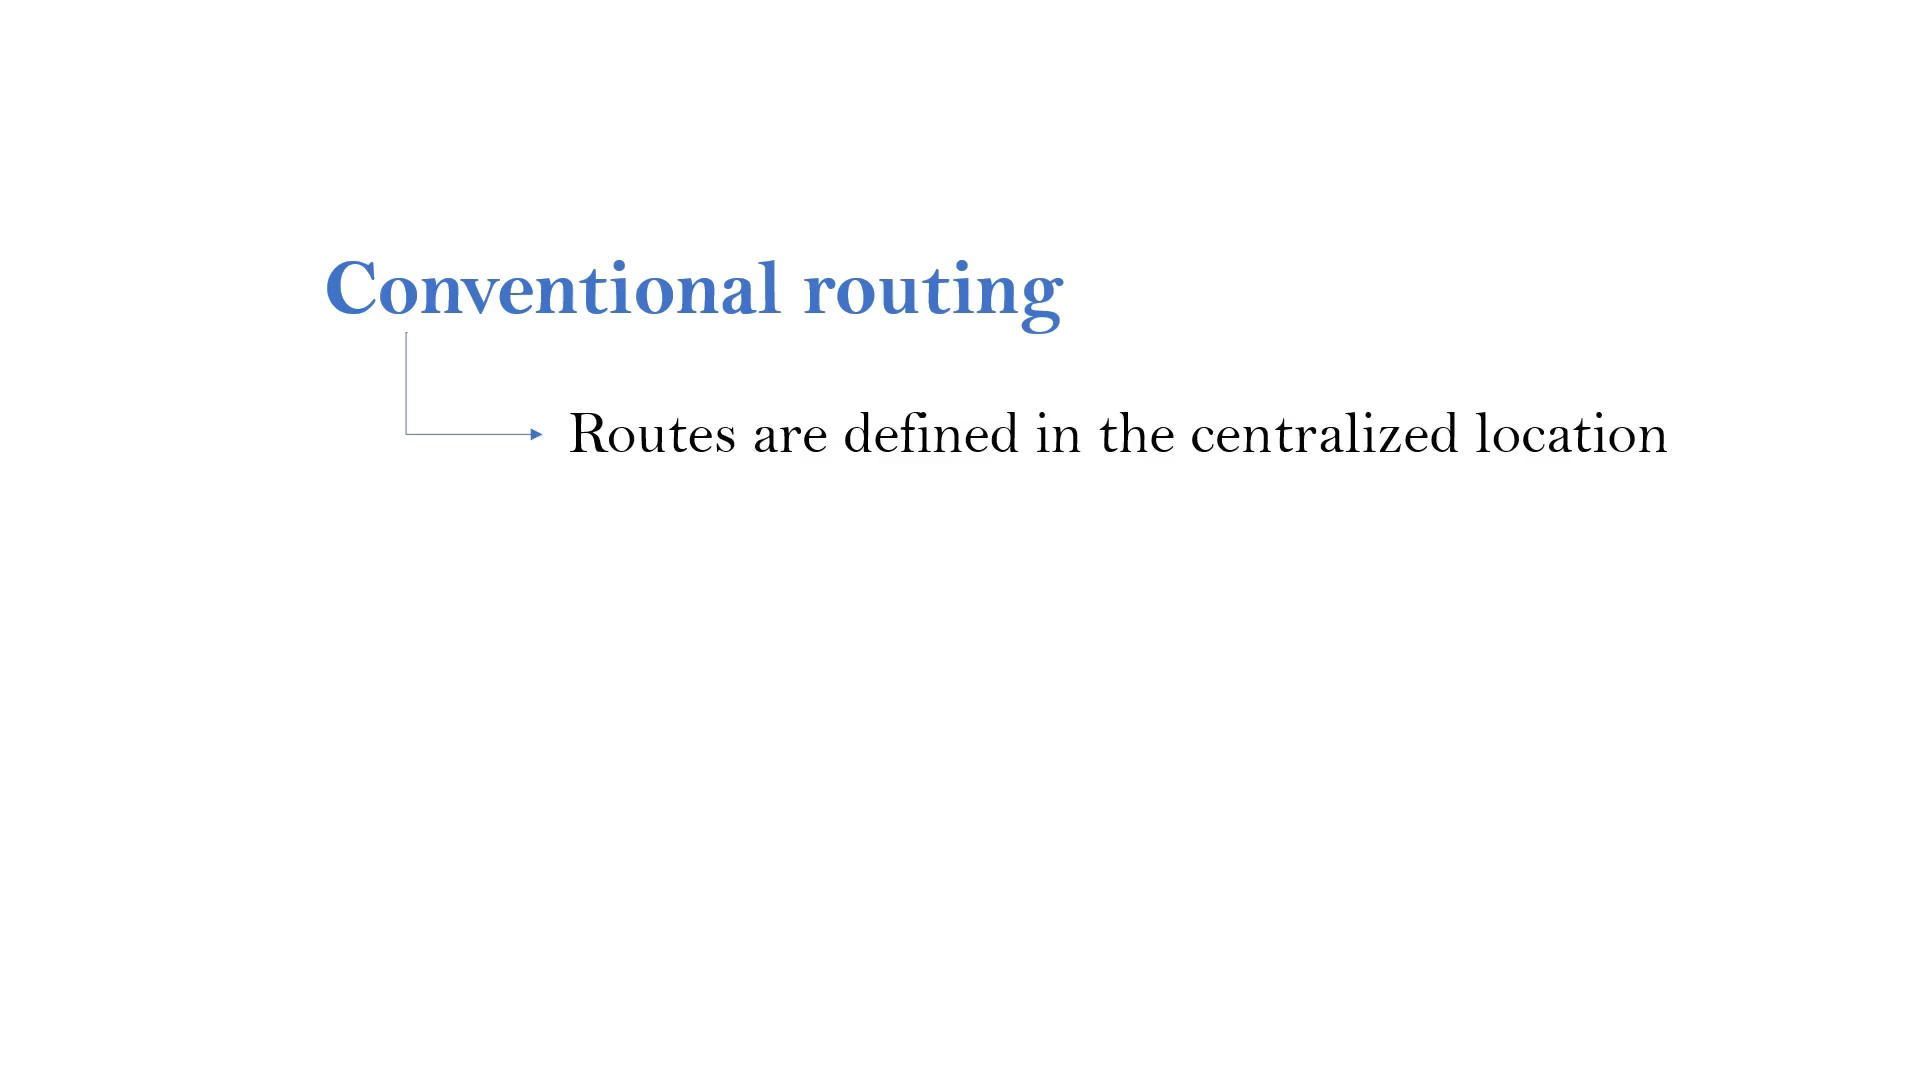 Conventional routing
Routes are defined in the centralized location